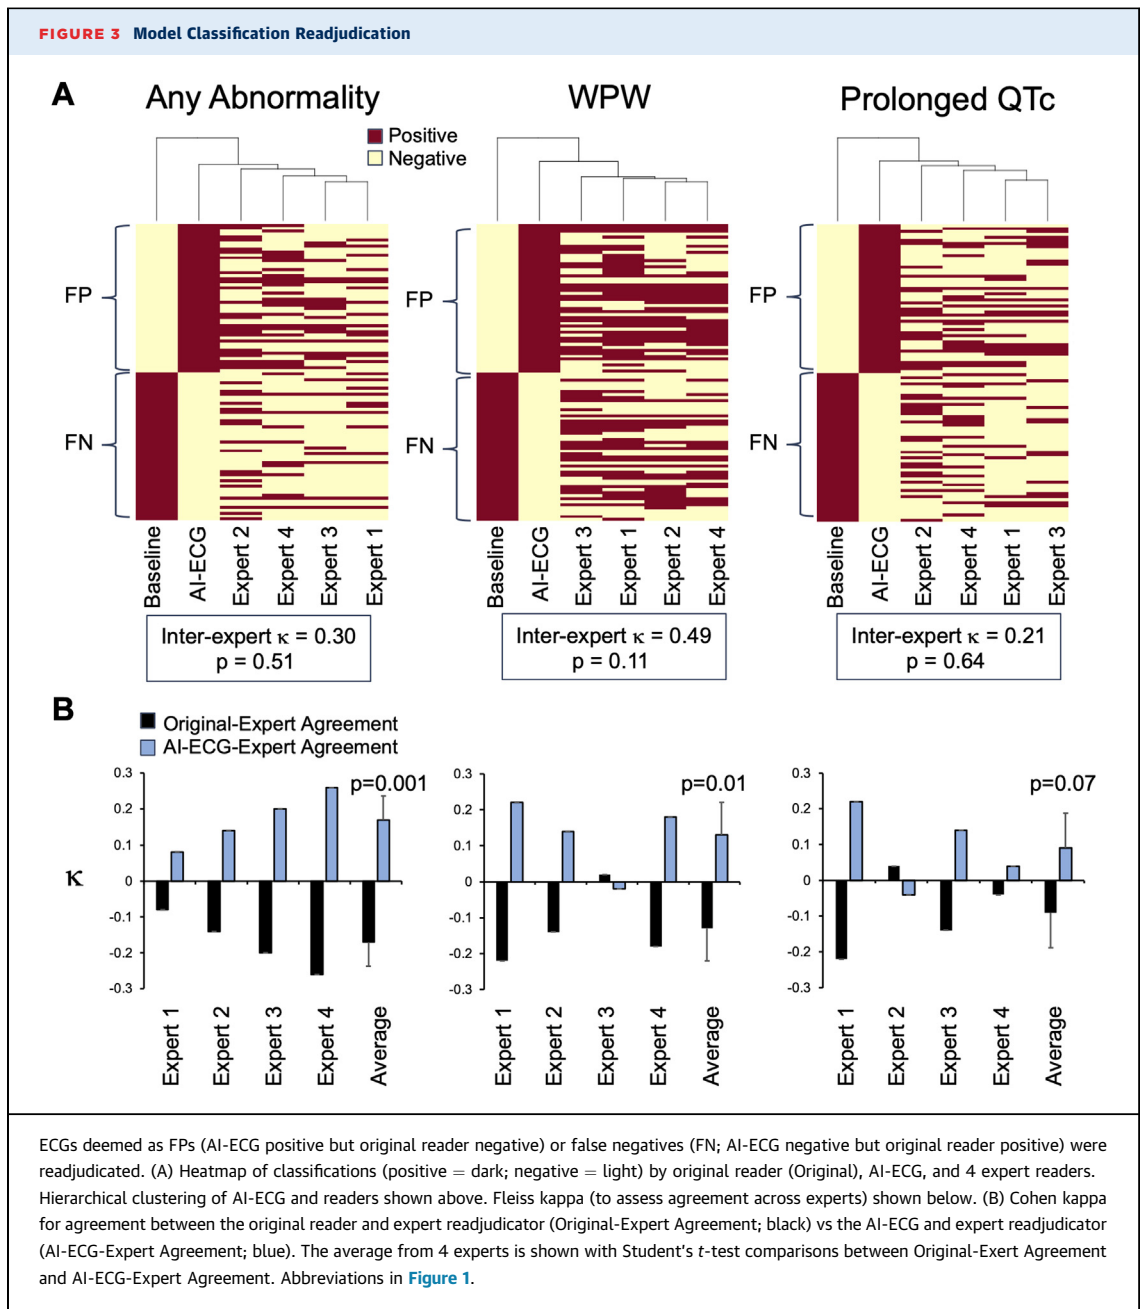 FIGURE 3 Model Classification Readjudication
A
Any Abnormality
WPW
Prolonged QTc
Positive
Negative
FP
FN
FP
FN
FP
FN
Baseline
AI-ECG
Expert 2
Expert 4
Expert 3
Expert 1
Baseline
AI-ECG
Expert 3
Expert 1
Expert 2
Expert 4
Baseline
AI-ECG
Expert 2
Expert 4
Expert 1
Expert 3
Inter-expert κ = 0.30
p = 0.51
Inter-expert κ = 0.49
p = 0.11
Inter-expert κ = 0.21
p = 0.64
B
Original-Expert Agreement
AI-ECG-Expert Agreement
κ
0.3
0.2
0.1
0
-0.1
-0.2
-0.3
p=0.001
Expert 1
Expert 2
Expert 3
Expert 4
Average
0.3
0.2
0.1
0
-0.1
-0.2
-0.3
p=0.01
Expert 1
Expert 2
Expert 3
Expert 4
Average
0.3
0.2
0.1
0
-0.1
-0.2
-0.3
p=0.07
Expert 1
Expert 2
Expert 3
Expert 4
Average
ECGs deemed as FPs (AI-ECG positive but original reader negative) or false negatives (FN; AI-ECG negative but original reader positive) were
readjudicated. (A) Heatmap of classifications (positive = dark; negative = light) by original reader (Original), AI-ECG, and 4 expert readers.
Hierarchical clustering of AI-ECG and readers shown above. Fleiss kappa (to assess agreement across experts) shown below. (B) Cohen kappa
for agreement between the original reader and expert readjudicator (Original-Expert Agreement; black) vs the AI-ECG and expert readjudicator
(AI-ECG-Expert Agreement; blue). The average from 4 experts is shown with Student's t-test comparisons between Original-Exert Agreement
and AI-ECG-Expert Agreement. Abbreviations in Figure 1.